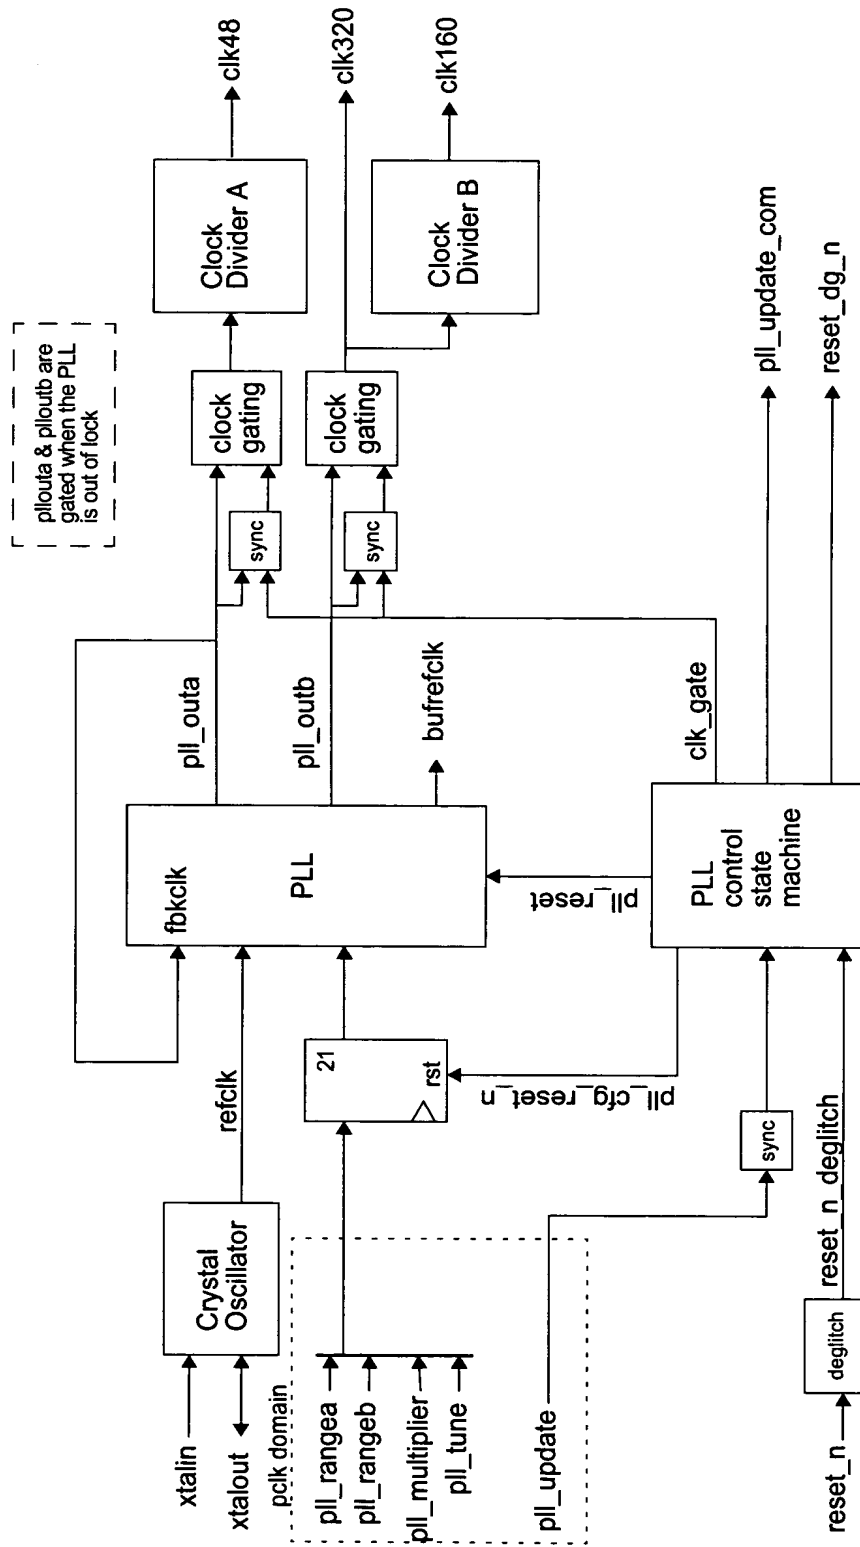 pllouta & plloutb are
gated when the PLL
is out of lock
xtalin
xtalout
Crystal
Oscillator
refclk
fbkclk
PLL
pll_outa
pll_outb
bufrefclk
sync
clock
gating
Clock
Divider A
clk48
sync
clock
gating
clk320
Clock
Divider B
clk160
pclk domain
pll_rangea
pll_rangeb
pll_multiplier
pll_tune
pll_update
21
rst
pll_cfg_reset_n
pll_reset
clk_gate
sync
PLL
control
state
machine
pll_update_com
reset_dg_n
reset_n
deglitch
reset_n_deglitch